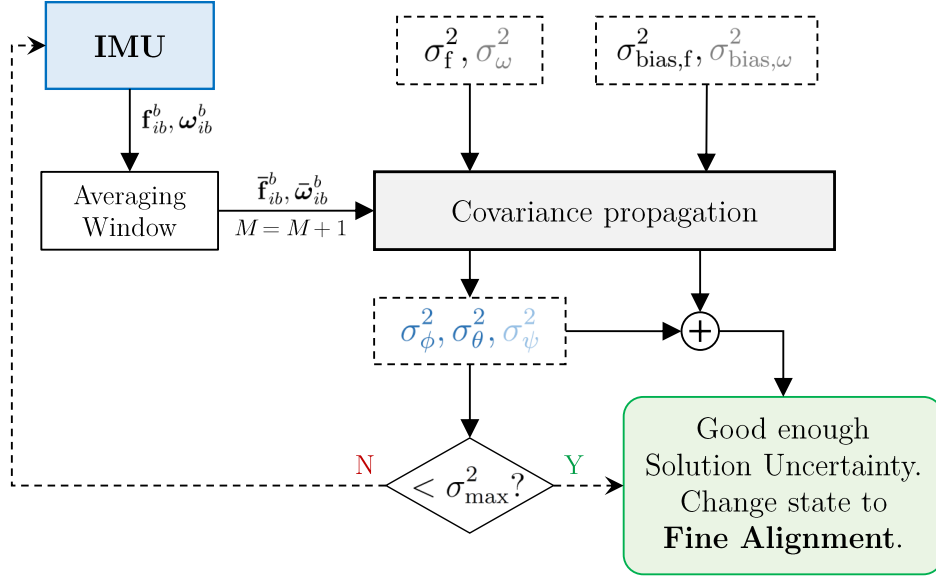 IMU
σ²_f, σ²_ω
σ²_bias,f, σ²_bias,ω
f^b_ib, ω^b_ib
Averaging
Window
f̄^b_ib, ω̄^b_ib
M = M + 1
Covariance propagation
σ²_ϕ, σ²_θ, σ²_ψ
+
N
< σ²_max?
Y
Good enough
Solution Uncertainty.
Change state to
Fine Alignment.